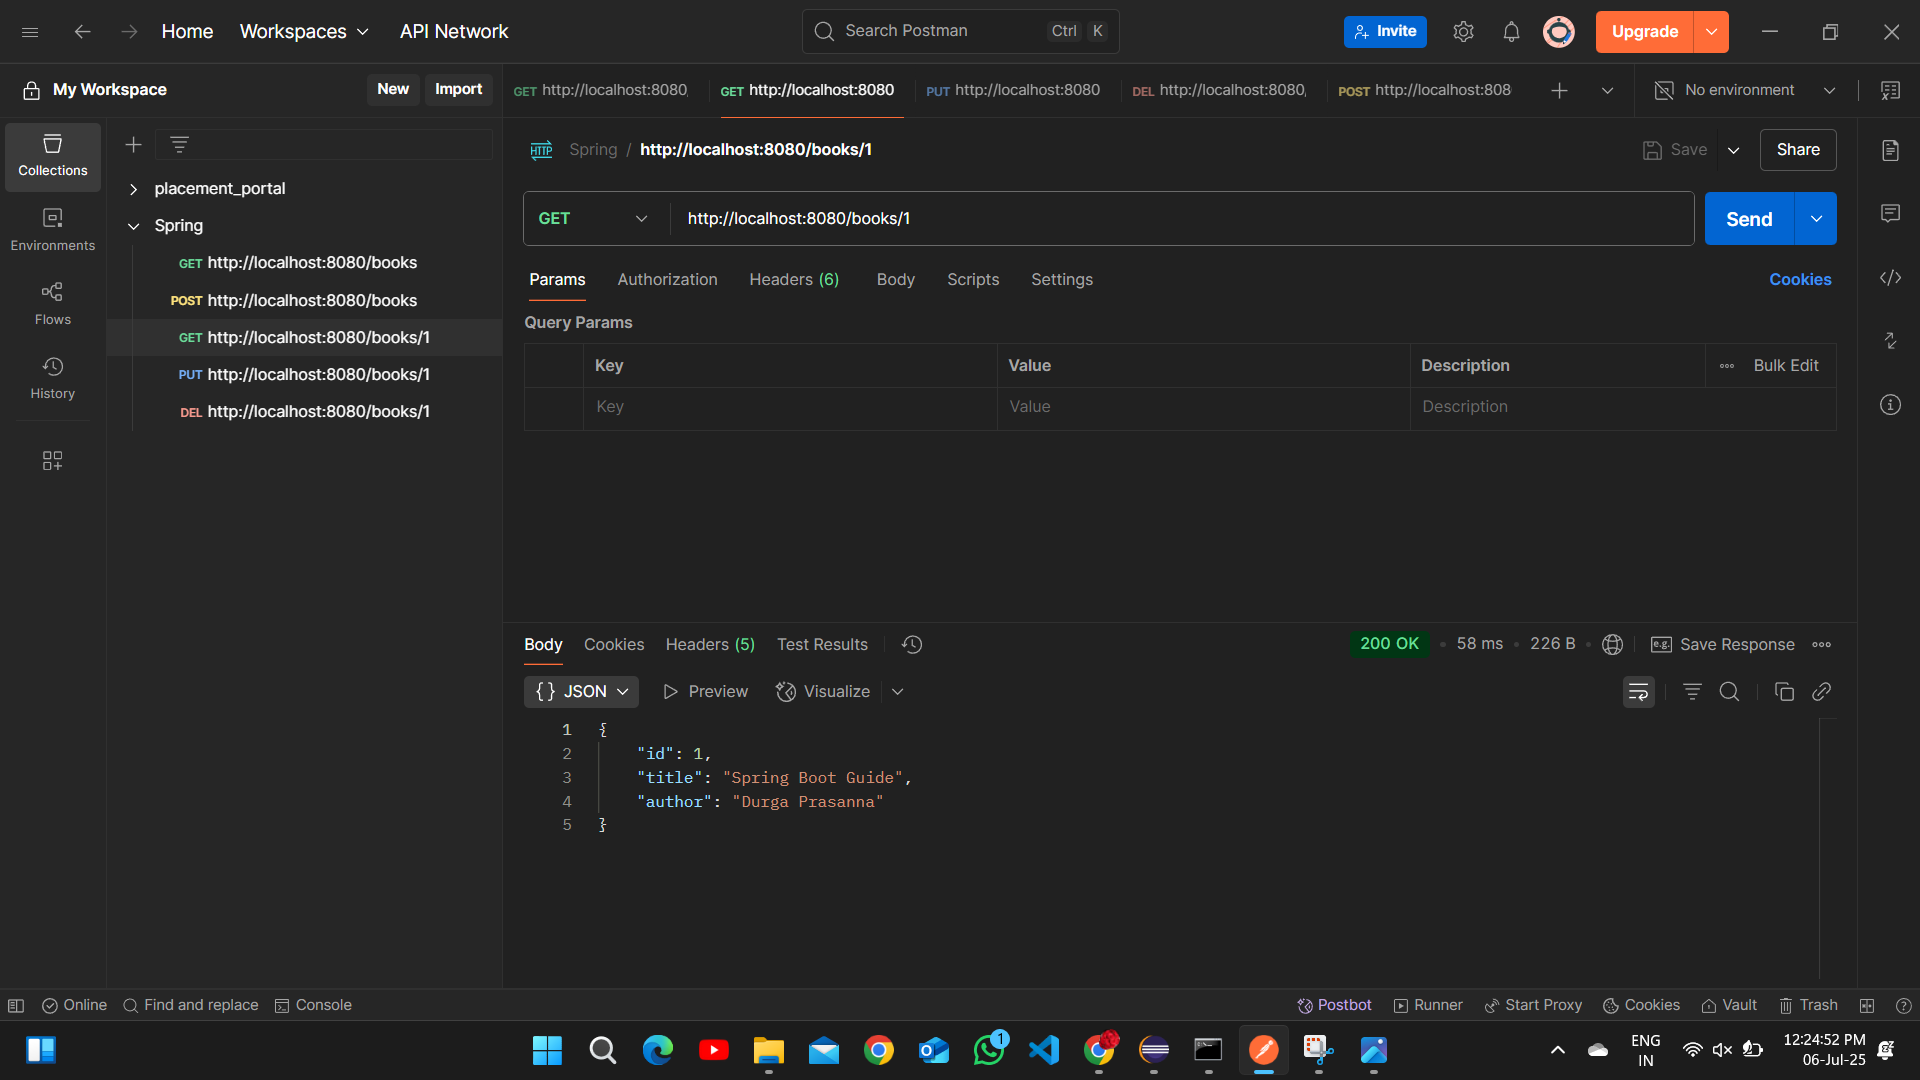 Home Workspaces API Network Search Postman Ctrl K Invite Upgrade
My Workspace New Import GET http://localhost:8080, GET http://localhost:8080 PUT http://localhost:8080 DEL http://localhost:8080, POST http://localhost:808 No environment
Collections
Environments
Flows
History
placement_portal
Spring
GET http://localhost:8080/books
POST http://localhost:8080/books
GET http://localhost:8080/books/1
PUT http://localhost:8080/books/1
DEL http://localhost:8080/books/1
HTTP Spring / http://localhost:8080/books/1 Save Share
GET http://localhost:8080/books/1 Send
Params Authorization Headers (6) Body Scripts Settings Cookies
Query Params
Key Value Description Bulk Edit
Key Value Description
Body Cookies Headers (5) Test Results 200 OK 58 ms 226 B e.g. Save Response
{} JSON Preview Visualize
1 {
2 "id": 1,
3 "title": "Spring Boot Guide",
4 "author": "Durga Prasanna"
5 }
Online Find and replace Console Postbot Runner Start Proxy Cookies Vault Trash
1 ENG 12:24:52 PM
IN 06-Jul-25